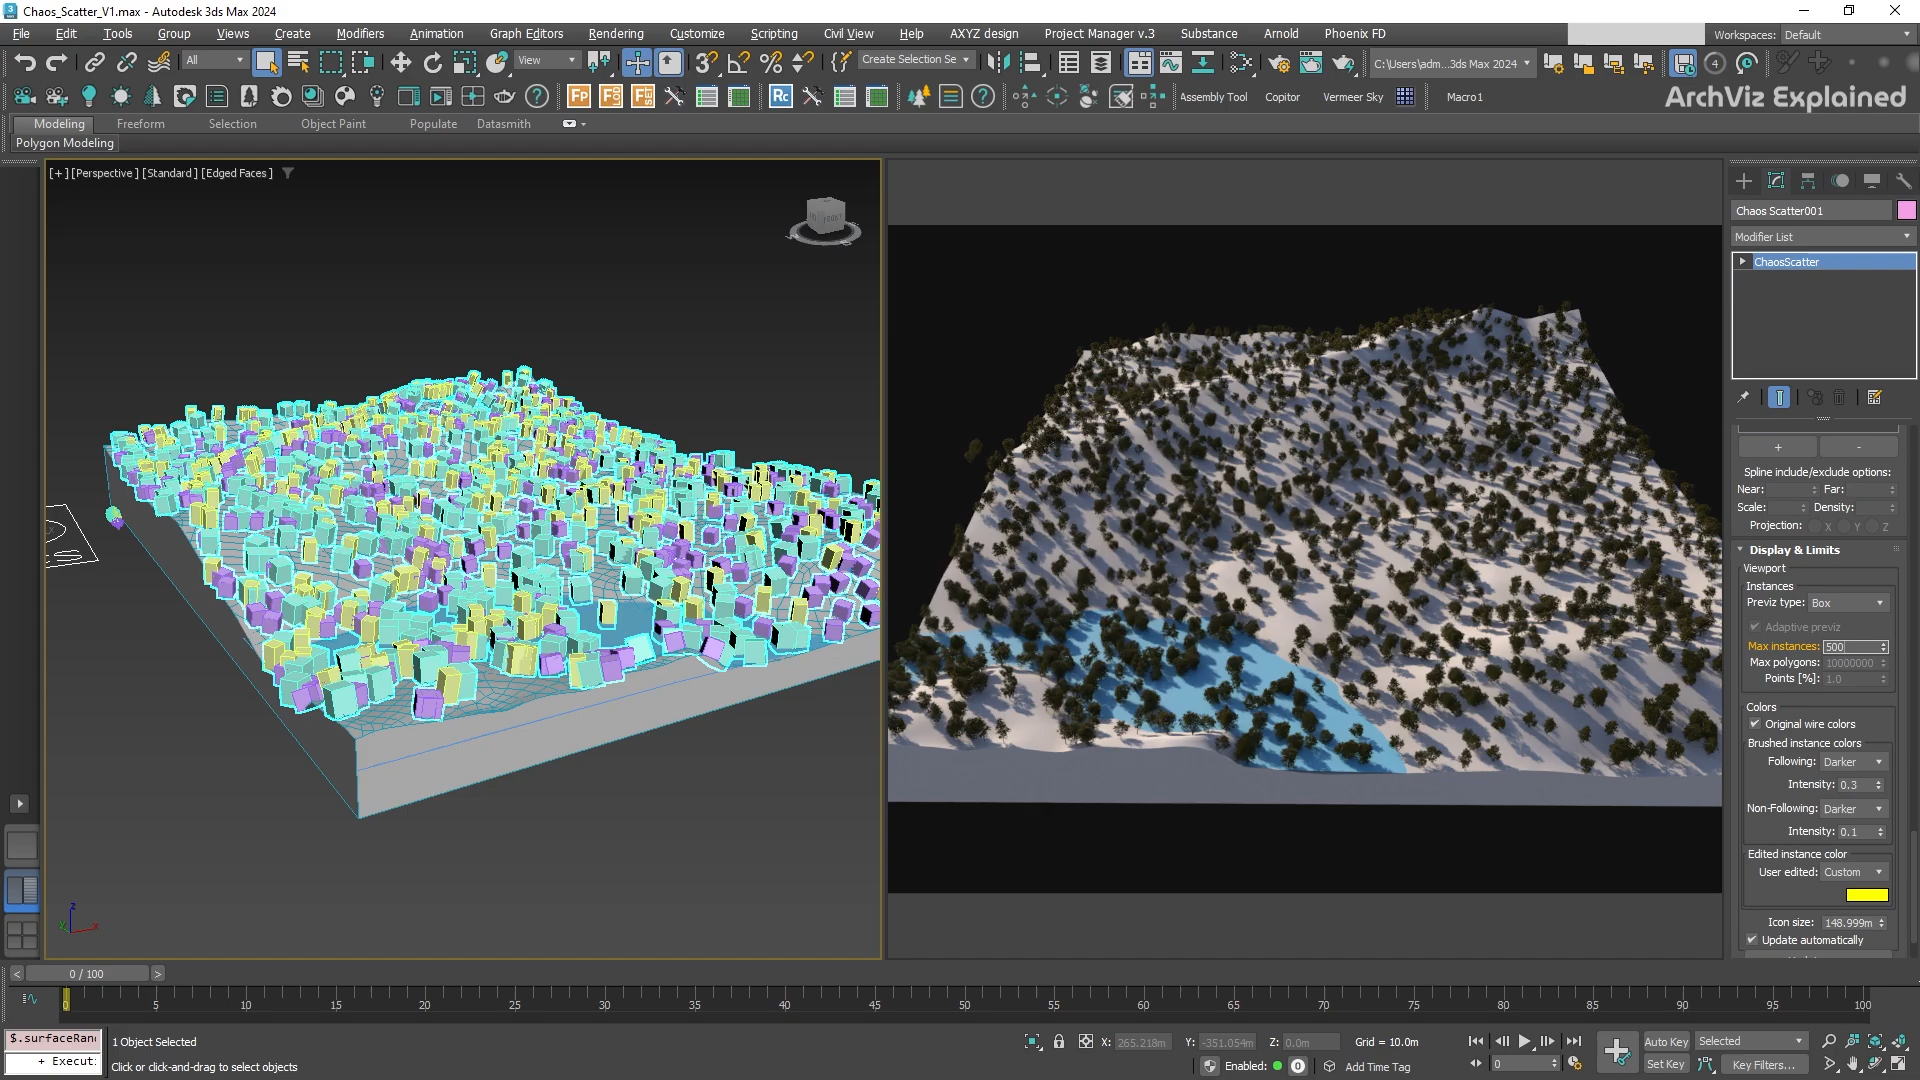 Chaos_Scatter_V1.max - Autodesk 3ds Max 2024
File Edit Tools Group Views Create Modifiers Animation Graph Editors Rendering Customize Scripting Civil View Help AXYZ design Project Manager v.3 Substance Arnold Phoenix FD Workspaces: Default
All View Create Selection Se C:\Users\adm...3ds Max 2024 4
Fp Rc Assembly Tool Copitor Vermeer Sky Macro1 ArchViz Explained
Modeling Freeform Selection Object Paint Populate Datasmith
Polygon Modeling
[+] [Perspective] [Standard] [Edged Faces]
Chaos Scatter001
Modifier List
ChaosScatter
+ -
Spline include/exclude options:
Near: Far:
Scale: Density:
Projection: X Y Z
Display & Limits
Viewport
Instances
Previz type: Box
Adaptive previz
Max instances: 500
Max polygons: 10000000
Points [%]: 1.0
Colors
Original wire colors
Brushed instance colors
Following: Darker
Intensity: 0.3
Non-Following: Darker
Intensity: 0.1
Edited instance color
User edited: Custom
Icon size: 148.999m
Update automatically
z
x
< 0 / 100 >
0 5 10 15 20 25 30 35 40 45 50 55 60 65 70 75 80 85 90 95 100
$.surfaceRan 1 Object Selected X: 265.218m Y: -351.054m Z: 0.0m Grid = 10.0m Auto Key Selected
+ Executi Click or click-and-drag to select objects Enabled: 0 Add Time Tag 0 Set Key Key Filters...